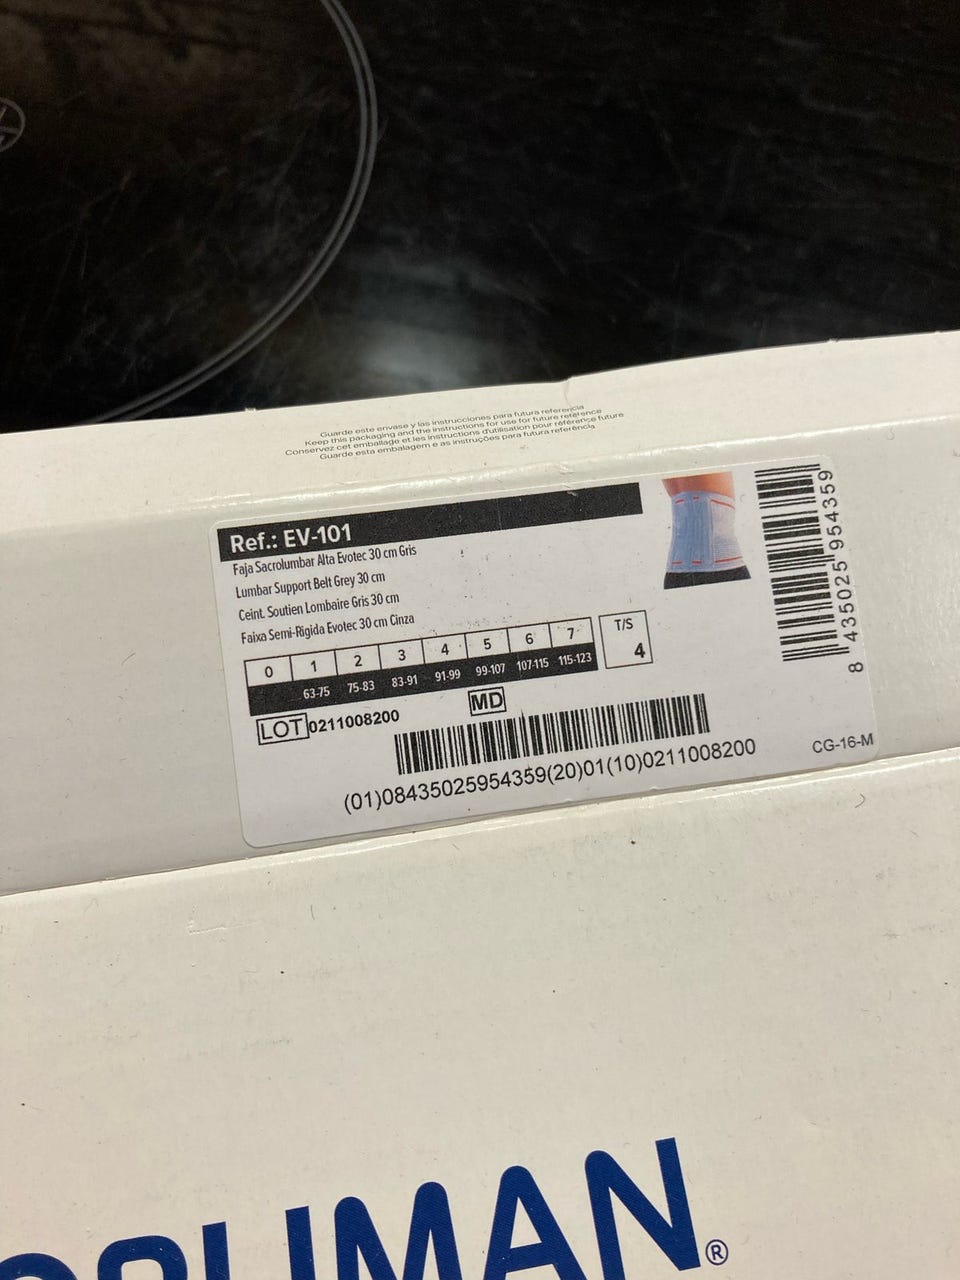 Guarde este envase y las instrucciones para futura referencia
Keep this packaging and the instructions for use for future reference
Conservez cet emballage et les instructions d'utilisation pour référence future
Guarde esta embalagem e as instruções para futura referência
Ref.: EV-101
Faja Sacrolumbar Alta Evotec 30 cm Gris
Lumbar Support Belt Grey 30 cm
Ceint. Soutien Lombaire Gris 30 cm
Faixa Semi-Rigida Evotec 30 cm Cinza
0 1 2 3 4 5 6 7
63-75 75-83 83-91 91-99 99-107 107-115 115-123
T/S
4
LOT 0211008200
MD
(01)08435025954359(20)01(10)0211008200
8 435025 954359
CG-16-M
MAN®